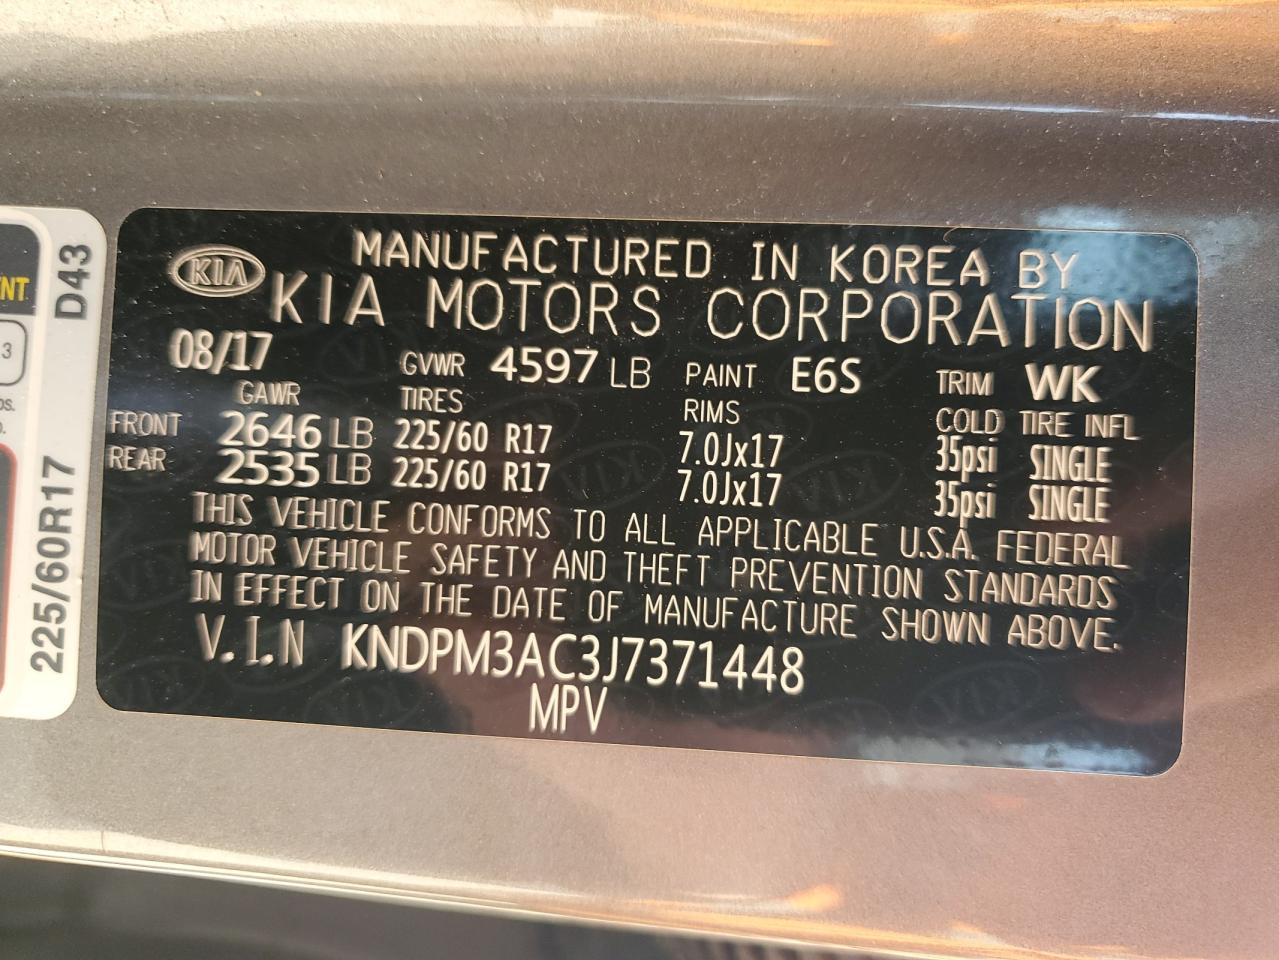 MANUFACTURED IN KOREA BY
KIA KIA MOTORS CORPORATION
08/17 GVWR 4597 LB PAINT E6S TRIM WK
GAWR TIRES RIMS COLD TIRE INFL
FRONT 2646 LB 225/60 R17 7.0Jx17 35psi SINGLE
REAR 2535 LB 225/60 R17 7.0Jx17 35psi SINGLE
THIS VEHICLE CONFORMS TO ALL APPLICABLE U.S.A. FEDERAL
MOTOR VEHICLE SAFETY AND THEFT PREVENTION STANDARDS
IN EFFECT ON THE DATE OF MANUFACTURE SHOWN ABOVE.
V.I.N KNDPM3AC3J7371448
MPV
225/60R17 D43
3